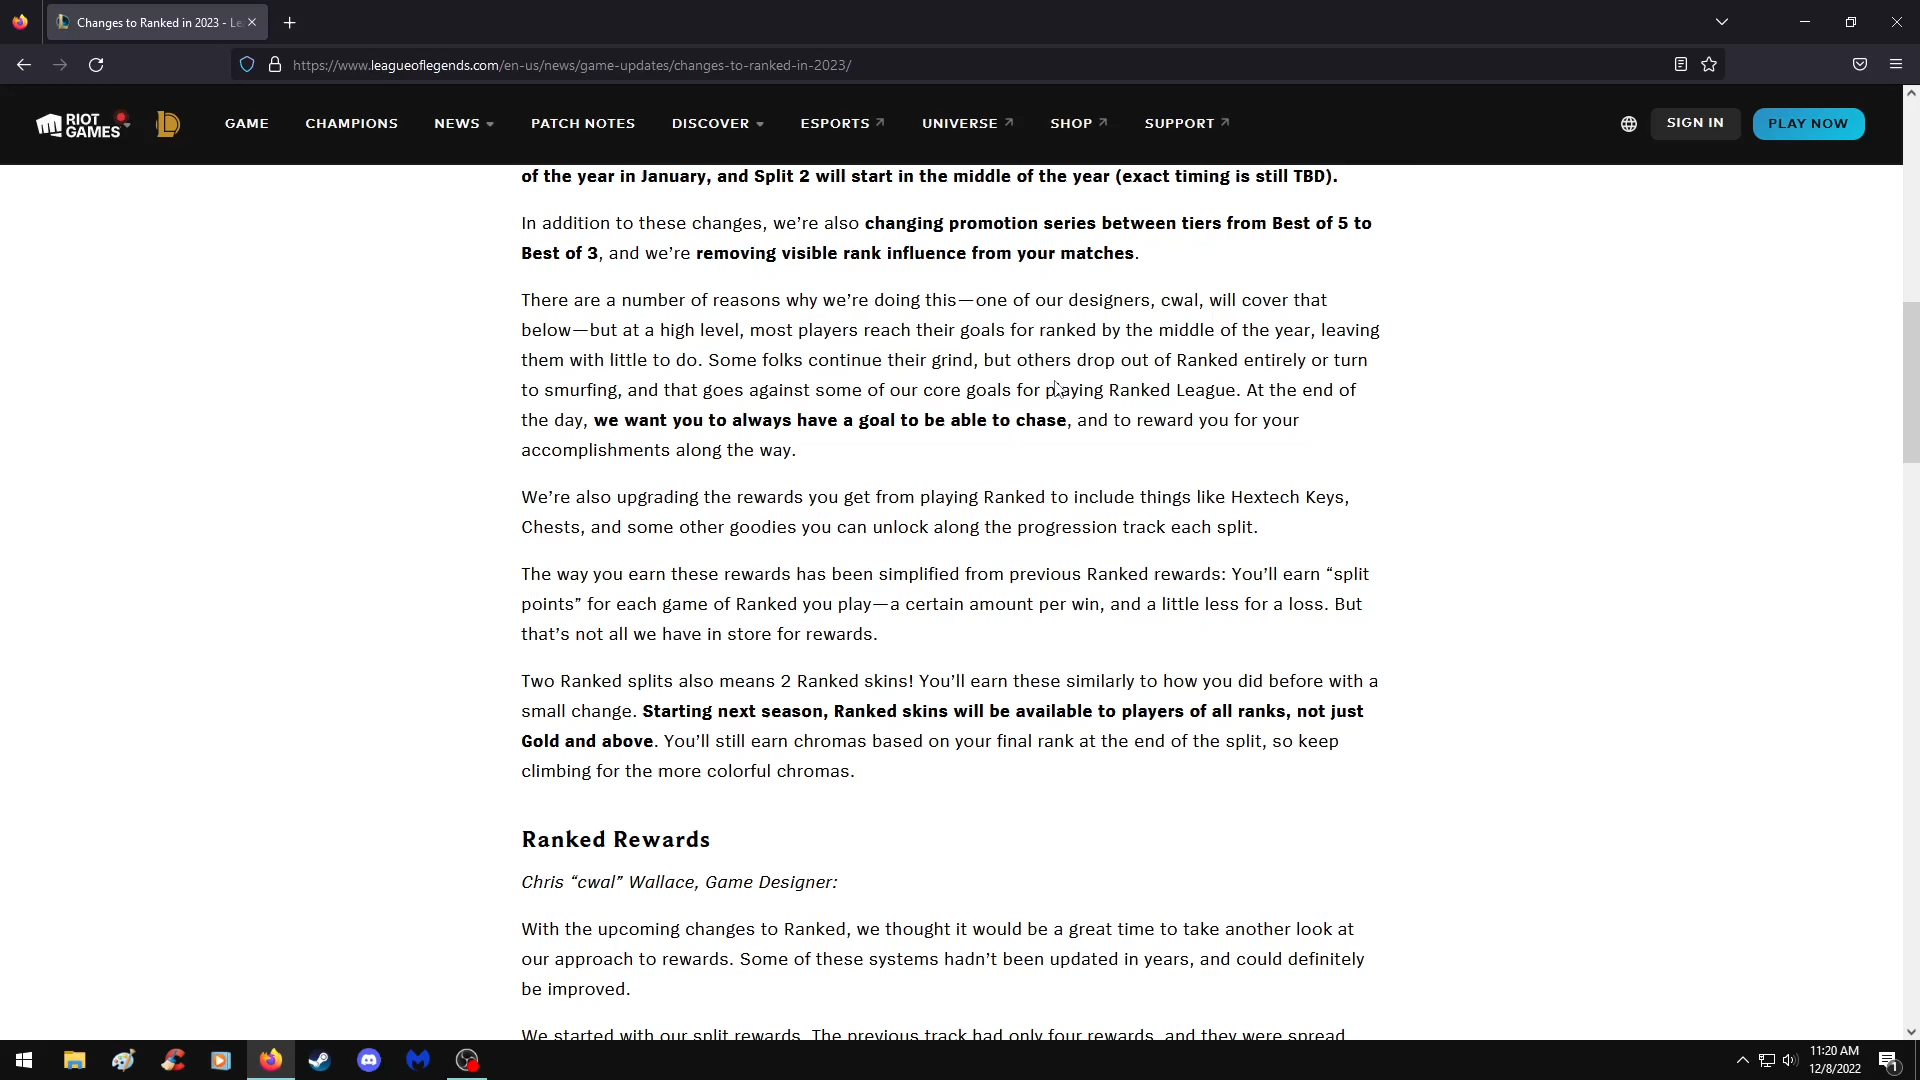 Changes to Ranked in 2023 - Le
https://www.leagueoflegends.com/en-us/news/game-updates/changes-to-ranked-in-2023/
RIOT GAMES
GAME CHAMPIONS NEWS PATCH NOTES DISCOVER ESPORTS UNIVERSE SHOP SUPPORT SIGN IN PLAY NOW
of the year in January, and Split 2 will start in the middle of the year (exact timing is still TBD).
In addition to these changes, we’re also changing promotion series between tiers from Best of 5 to
Best of 3, and we’re removing visible rank influence from your matches.
There are a number of reasons why we’re doing this—one of our designers, cwal, will cover that
below—but at a high level, most players reach their goals for ranked by the middle of the year, leaving
them with little to do. Some folks continue their grind, but others drop out of Ranked entirely or turn
to smurfing, and that goes against some of our core goals for playing Ranked League. At the end of
the day, we want you to always have a goal to be able to chase, and to reward you for your
accomplishments along the way.
We’re also upgrading the rewards you get from playing Ranked to include things like Hextech Keys,
Chests, and some other goodies you can unlock along the progression track each split.
The way you earn these rewards has been simplified from previous Ranked rewards: You’ll earn “split
points” for each game of Ranked you play—a certain amount per win, and a little less for a loss. But
that’s not all we have in store for rewards.
Two Ranked splits also means 2 Ranked skins! You’ll earn these similarly to how you did before with a
small change. Starting next season, Ranked skins will be available to players of all ranks, not just
Gold and above. You’ll still earn chromas based on your final rank at the end of the split, so keep
climbing for the more colorful chromas.
Ranked Rewards
Chris “cwal” Wallace, Game Designer:
With the upcoming changes to Ranked, we thought it would be a great time to take another look at
our approach to rewards. Some of these systems hadn’t been updated in years, and could definitely
be improved.
We started with our split rewards. The previous track had only four rewards, and they were spread
11:20 AM
12/8/2022
1